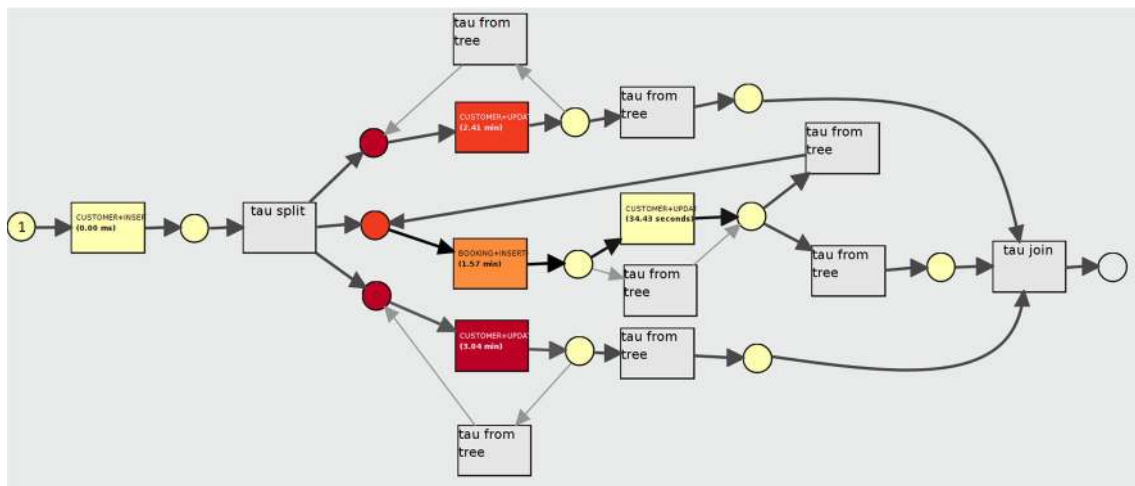 tau from
tree
CUSTOMER+UPDAT
(2.41 min)
tau from
tree
tau from
tree
1
CUSTOMER+INSER
(0.00 ms)
tau split
CUSTOMER+UPDAT
(34.43 seconds)
BOOKING+INSERT
(1.57 min)
tau from
tree
tau from
tree
tau join
CUSTOMER+UPDAT
(3.04 min)
tau from
tree
tau from
tree